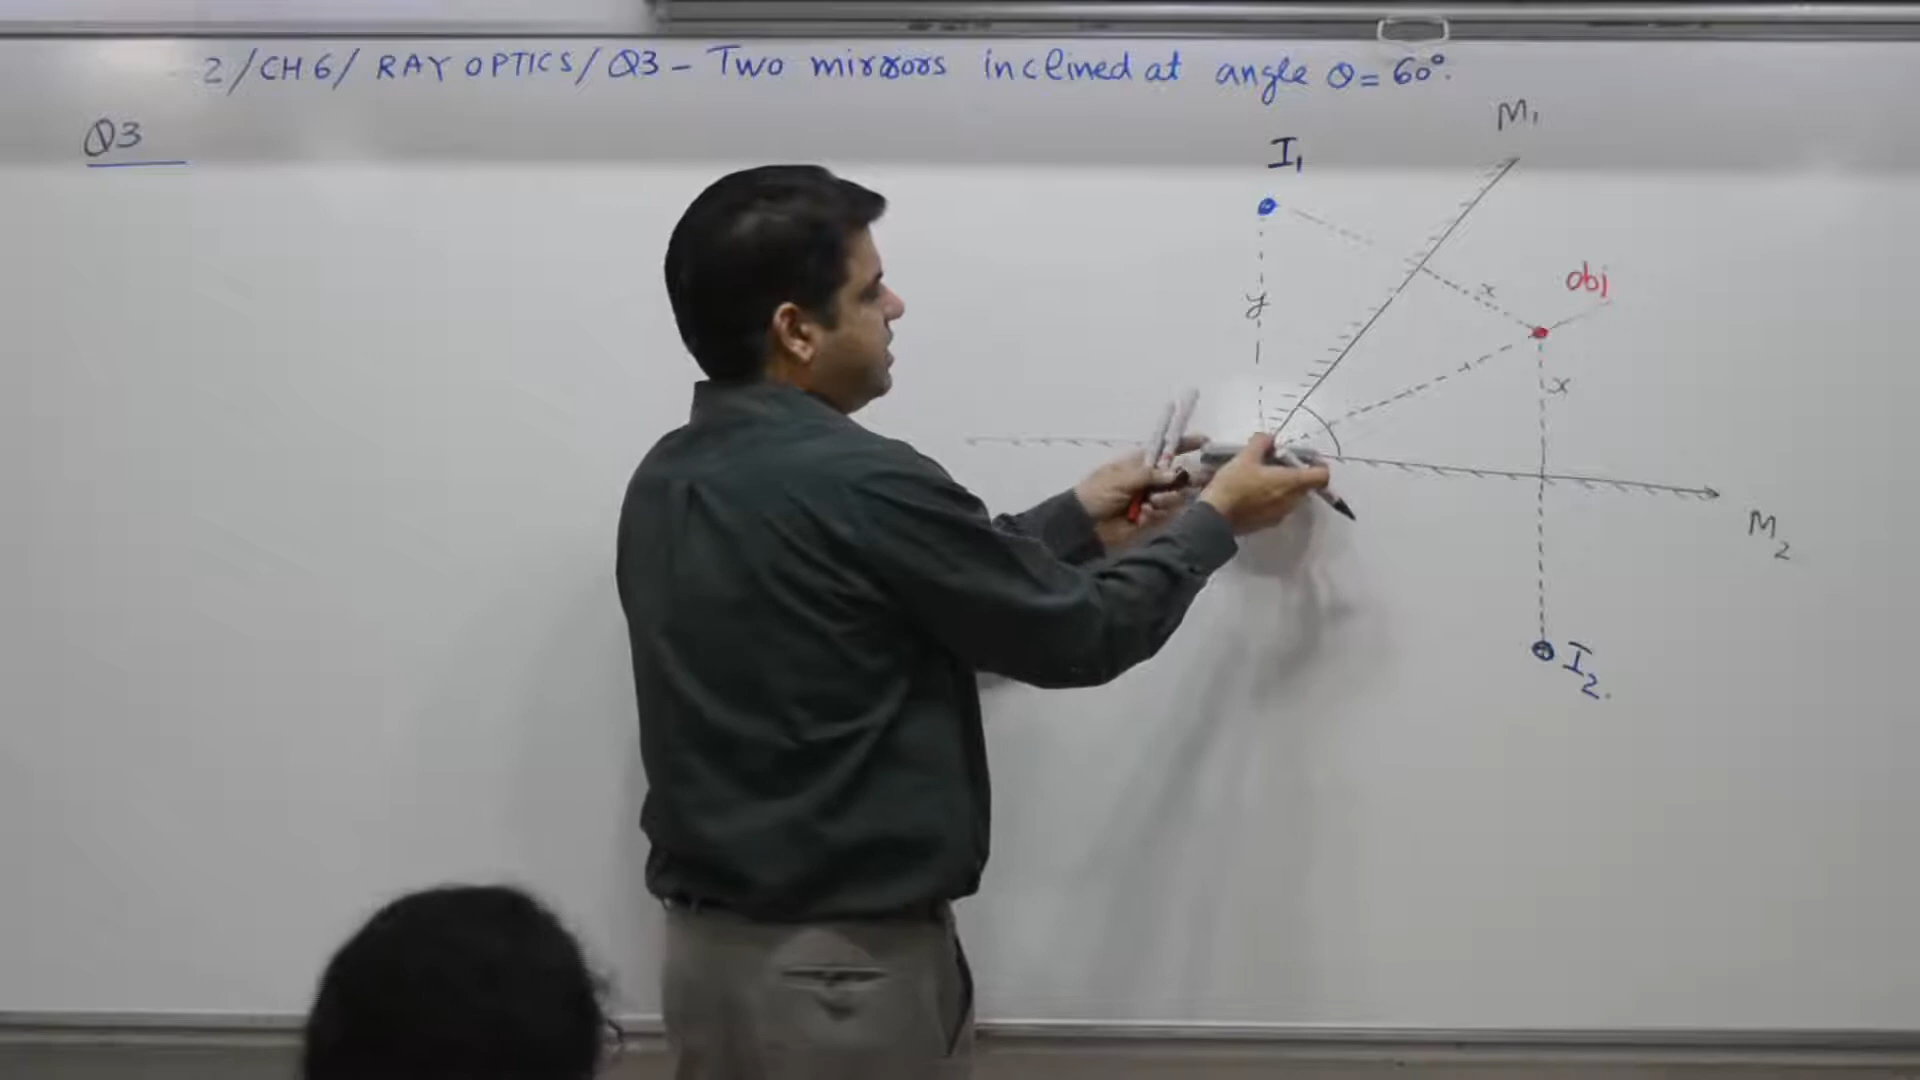 2/CH6/ RAY OPTICS/ Q3 - Two mirrors inclined at angle θ= 60°.
Q3
M1
I1
obj
x
y
x
M2
I2.